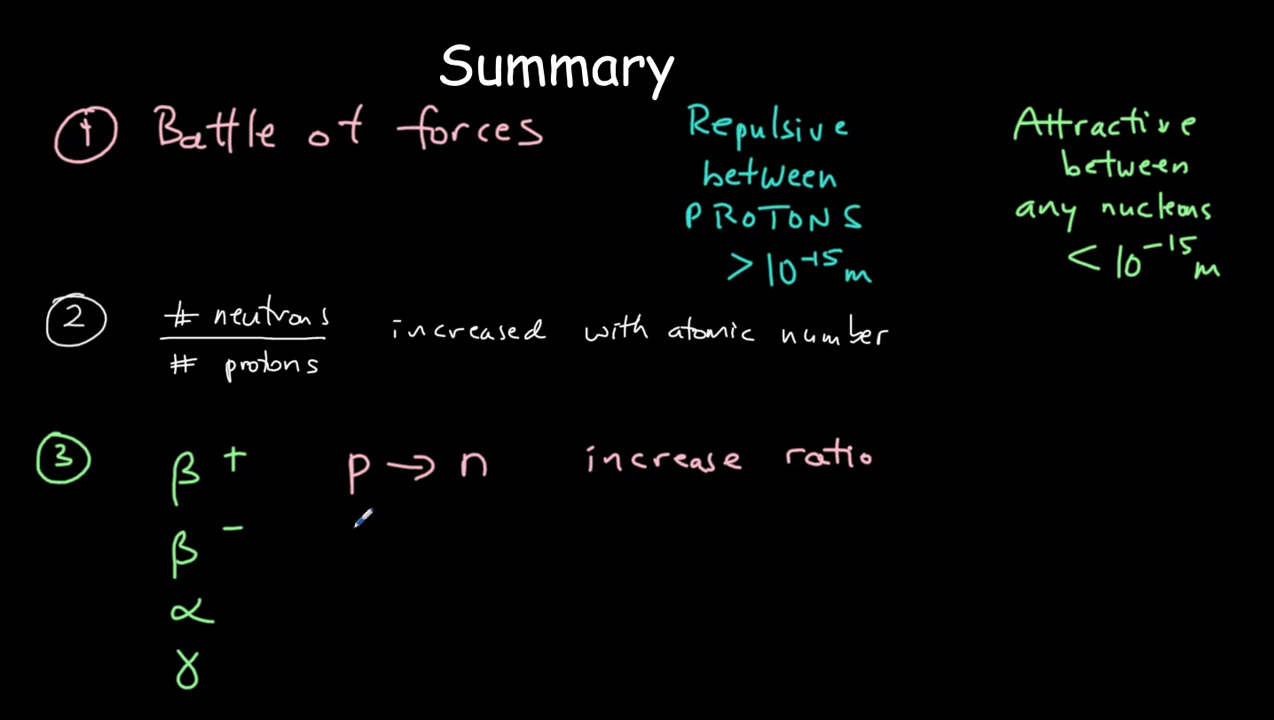 Summary
① Battle of forces
Repulsive
between
PROTONS
> 10⁻¹⁵ m
Attractive
between
any nucleons
< 10⁻¹⁵ m
② # neutrons
# protons
increased with atomic number
③ β⁺ p → n increase ratio
β⁻
α
γ